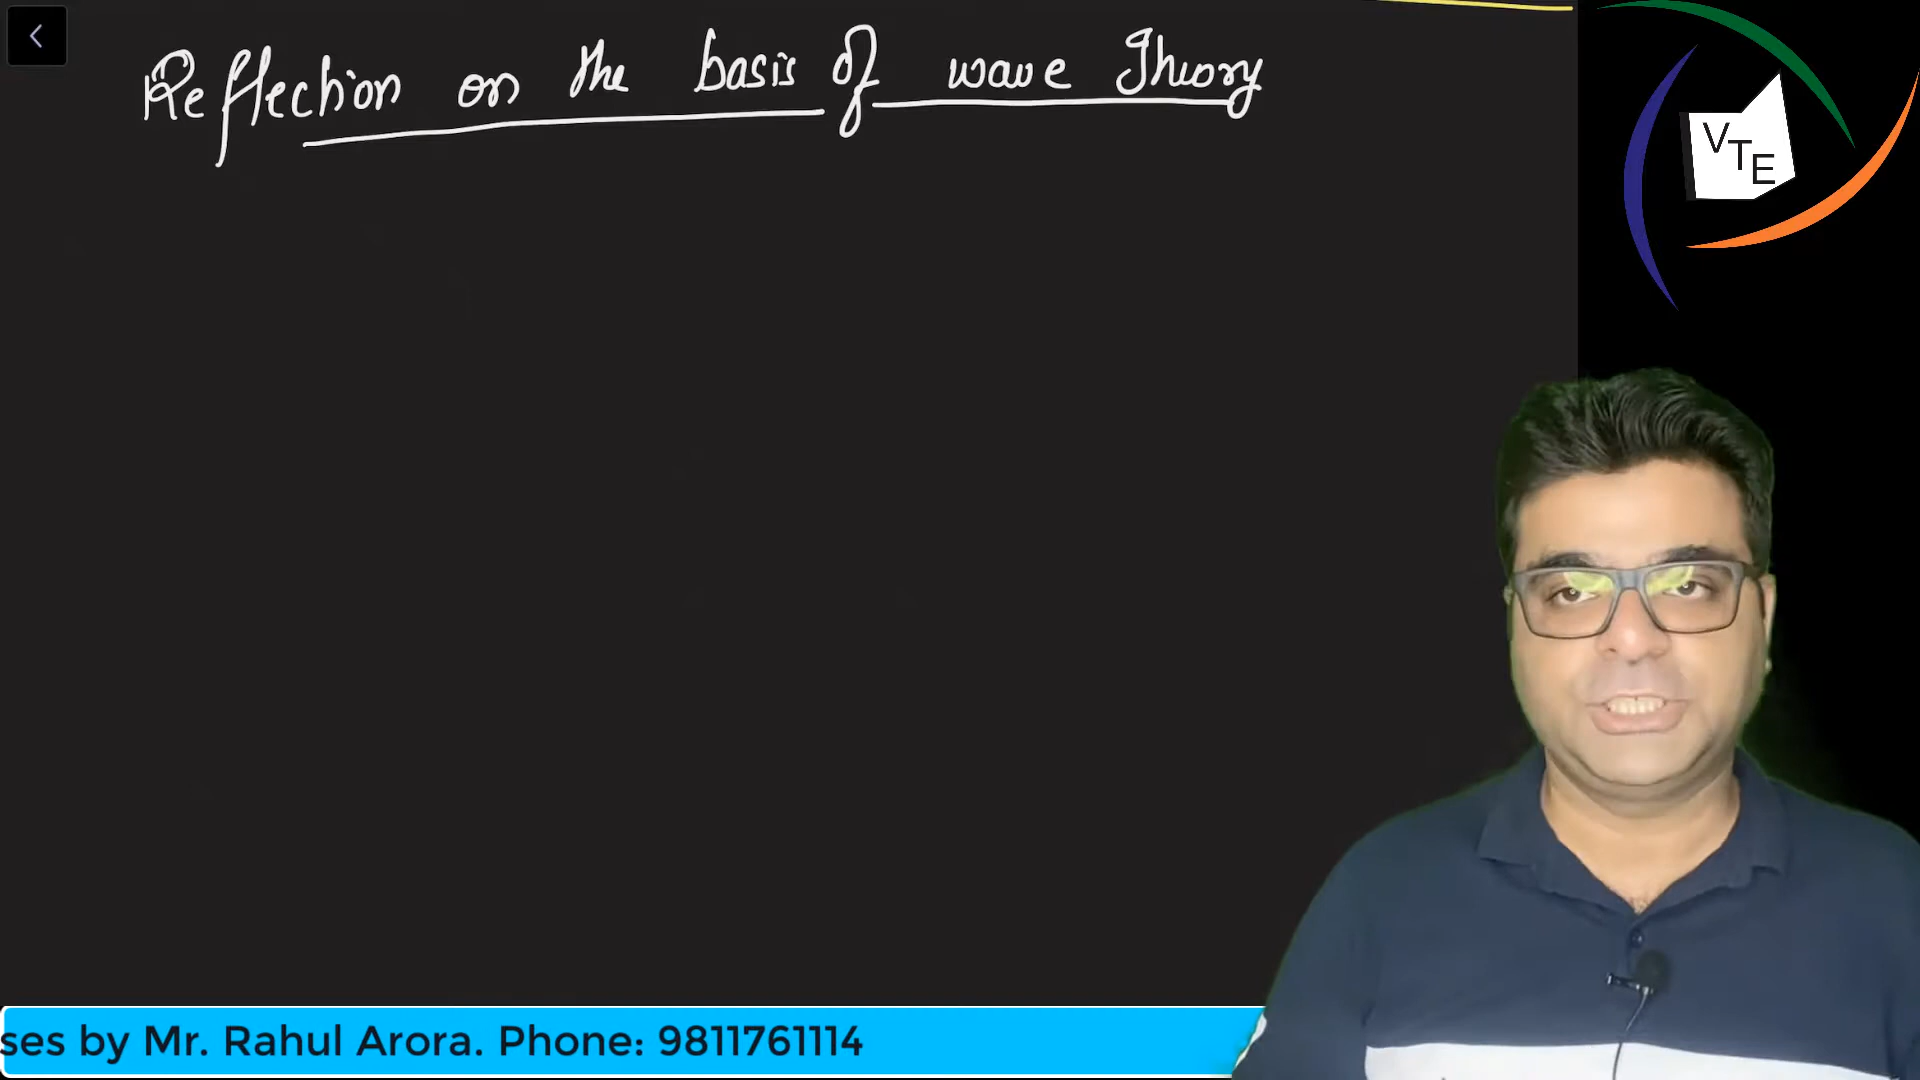 Reflection on the basis of wave Theory
VTE
ses by Mr. Rahul Arora. Phone: 9811761114